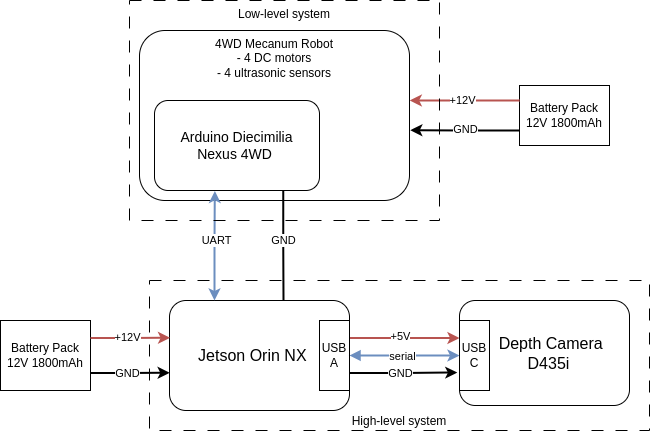 Low-level system
4WD Mecanum Robot
- 4 DC motors
- 4 ultrasonic sensors
Arduino Diecimilia
Nexus 4WD
+12V
GND
Battery Pack
12V 1800mAh
UART
GND
Battery Pack
12V 1800mAh
+12V
GND
Jetson Orin NX
USB
A
+5V
serial
GND
USB
C
Depth Camera
D435i
High-level system